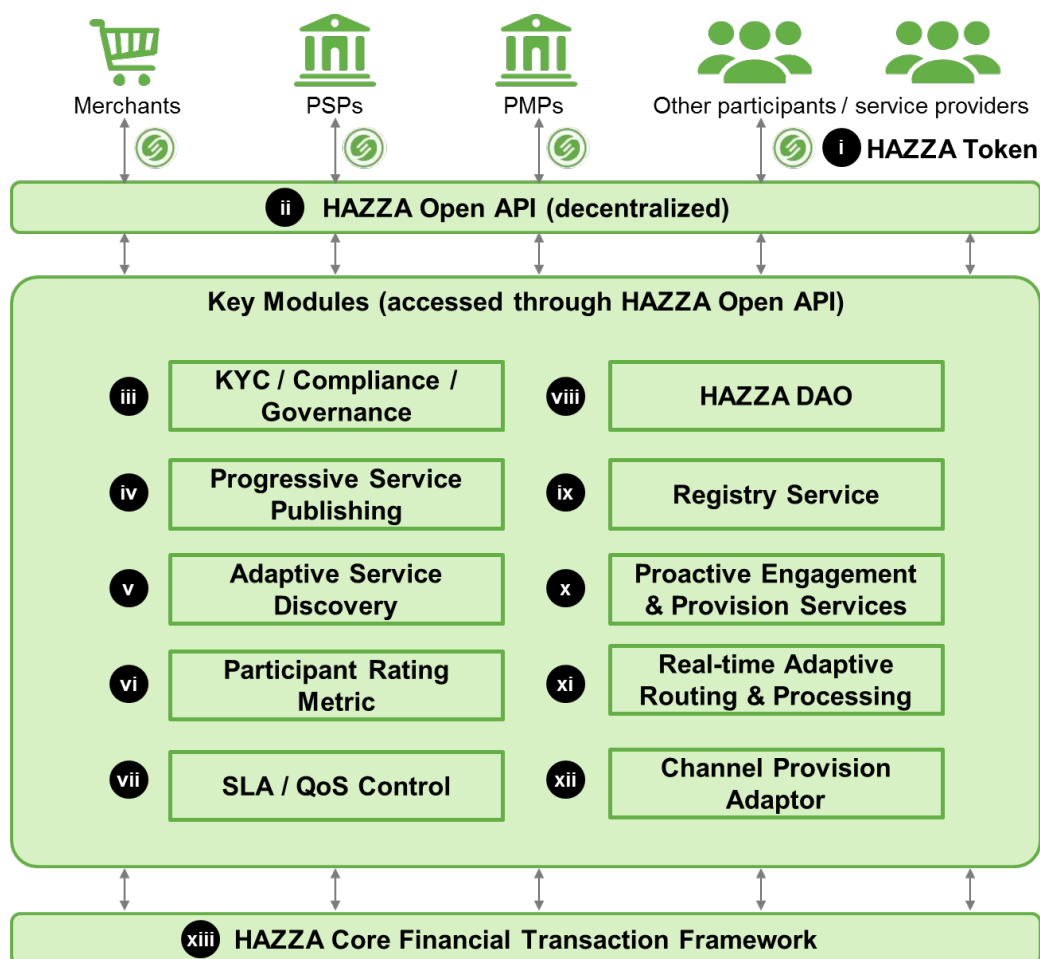 Merchants
PSPs
PMPs
Other participants / service providers
i HAZZA Token
ii HAZZA Open API (decentralized)
Key Modules (accessed through HAZZA Open API)
iii KYC / Compliance /
Governance
iv Progressive Service
Publishing
v Adaptive Service
Discovery
vi Participant Rating
Metric
vii SLA / QoS Control
viii HAZZA DAO
ix Registry Service
x Proactive Engagement
& Provision Services
xi Real-time Adaptive
Routing & Processing
xii Channel Provision
Adaptor
xiii HAZZA Core Financial Transaction Framework